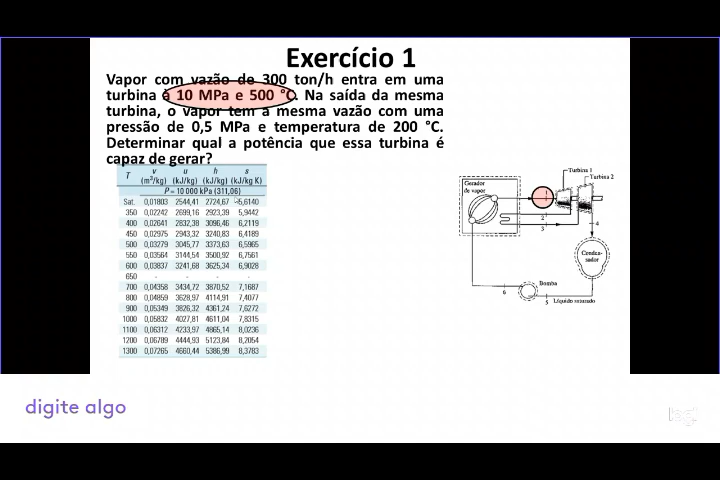 Exercício 1
Vapor com vazão de 300 ton/h entra em uma
turbina à 10 MPa e 500 °C. Na saída da mesma
turbina, o vapor tem a mesma vazão com uma
pressão de 0,5 MPa e temperatura de 200 °C.
Determinar qual a potência que essa turbina é
capaz de gerar?
T v u h s
(m³/kg) (kJ/kg) (kJ/kg) (kJ/kg K)
P = 10 000 kPa (311,06)
Sat. 0,01803 2544,41 2724,67 5,6140
350 0,02242 2699,16 2923,39 5,9442
400 0,02641 2832,38 3096,46 6,2119
450 0,02975 2943,32 3240,83 6,4189
500 0,03279 3045,77 3373,63 6,5965
550 0,03564 3144,54 3500,92 6,7561
600 0,03837 3241,68 3625,34 6,9028
650 - - - -
700 0,04358 3434,72 3870,52 7,1687
800 0,04859 3628,97 4114,91 7,4077
900 0,05349 3826,32 4361,24 7,6272
1000 0,05832 4027,81 4611,04 7,8315
1100 0,06312 4233,97 4865,14 8,0236
1200 0,06789 4444,93 5123,84 8,2054
1300 0,07265 4660,44 5386,99 8,3783
Turbina 1
Turbina 2
Gerador
de vapor
2
3
4
Conden-
sador
Bomba
6
5
Líquido saturado
digite algo